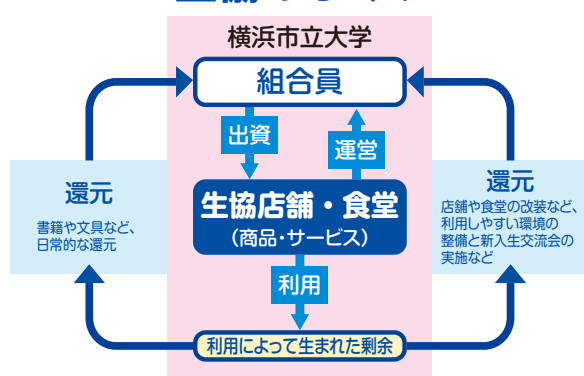 横浜市立大学
組合員
出資
運営
生協店舗・食堂
(商品・サービス)
還元
書籍や文具など、
日常的な還元
還元
店舗や食堂の改装など、
利用しやすい環境の
整備と新入生交流会の
実施など
利用
利用によって生まれた剰余